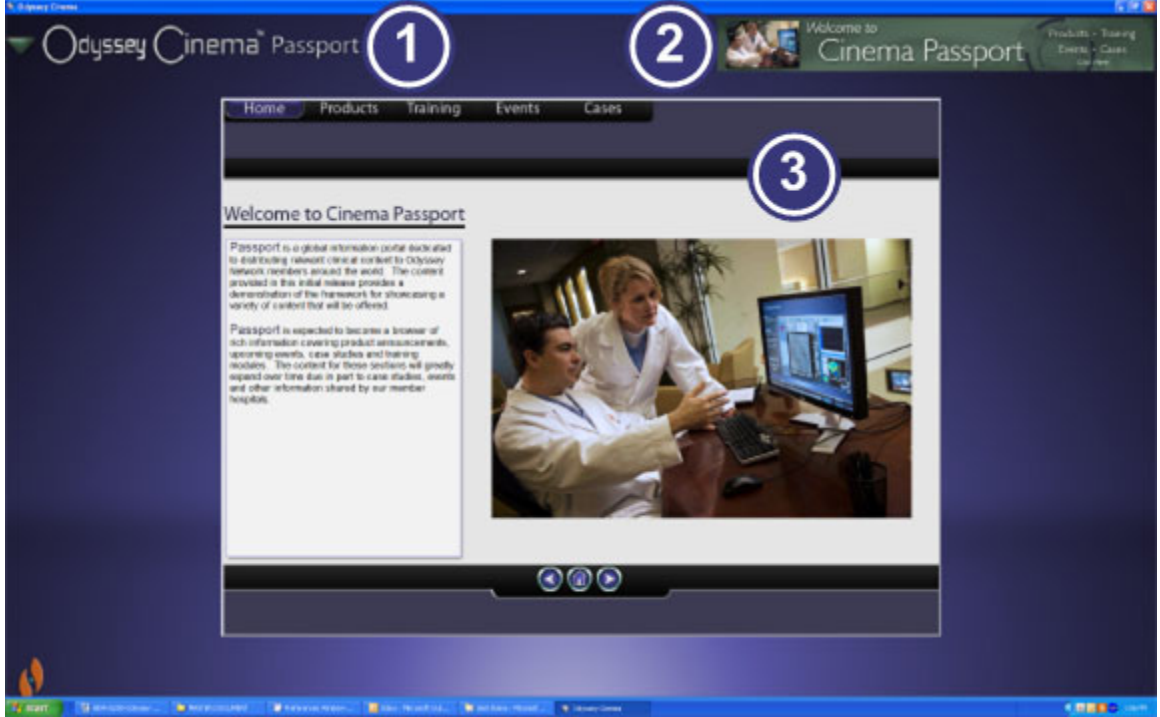 Odyssey Cinema
Odyssey Cinema™ Passport
1
2
Welcome to
Cinema Passport
Products - Training
Events - Cases
3
Home Products Training Events Cases
Welcome to Cinema Passport
Passport is a global information portal dedicated
to distributing relevant clinical content to Odyssey
Network members around the world. The content
provided in this initial release provides a
demonstration of the framework for showcasing a
variety of content that will be offered.
Passport is expected to become a browser of
rich information covering product announcements,
upcoming events, case studies and training
modules. The content for these sections will greatly
expand over time due in part to case studies, events
and other information shared by our member
hospitals.
start
Odyssey Cinema